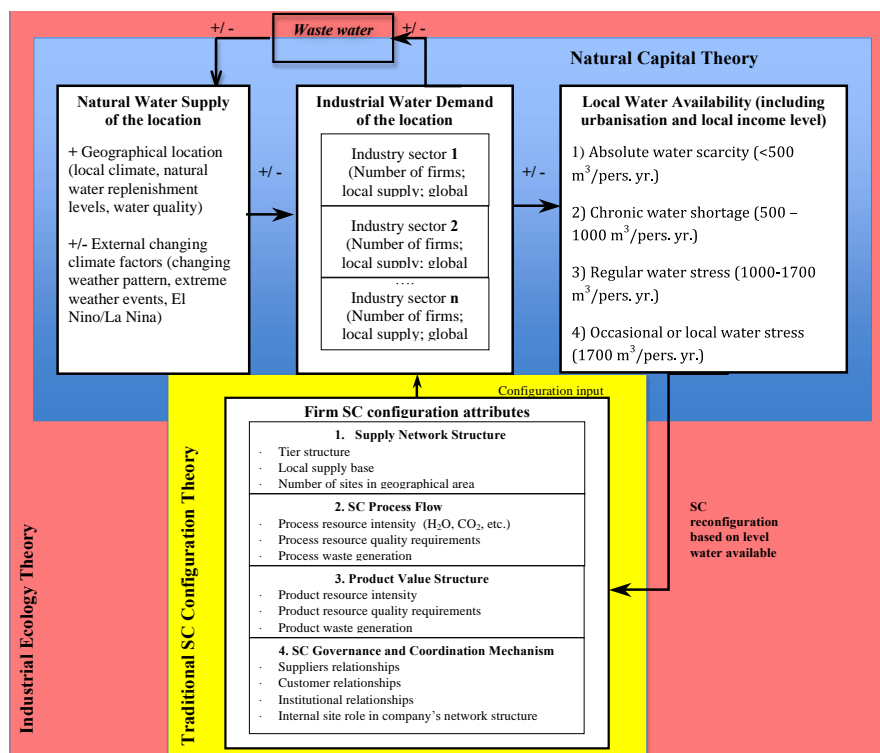 +/ -
Waste water
+/ -
Natural Capital Theory
Natural Water Supply
of the location
+ Geographical location
(local climate, natural
water replenishment
levels, water quality)
+/- External changing
climate factors (changing
weather pattern, extreme
weather events, El
Nino/La Nina)
+/ -
Industrial Water Demand
of the location
Industry sector 1
(Number of firms;
local supply; global
Industry sector 2
(Number of firms;
local supply; global
....
Industry sector n
(Number of firms;
local supply; global
+/ -
Local Water Availability (including
urbanisation and local income level)
1) Absolute water scarcity (<500
m³/pers. yr.)
2) Chronic water shortage (500 –
1000 m³/pers. yr.)
3) Regular water stress (1000-1700
m³/pers. yr.)
4) Occasional or local water stress
(1700 m³/pers. yr.)
Configuration input
Firm SC configuration attributes
1. Supply Network Structure
· Tier structure
· Local supply base
· Number of sites in geographical area
2. SC Process Flow
· Process resource intensity (H₂O, CO₂, etc.)
· Process resource quality requirements
· Process waste generation
3. Product Value Structure
· Product resource intensity
· Product resource quality requirements
· Product waste generation
4. SC Governance and Coordination Mechanism
· Suppliers relationships
· Customer relationships
· Institutional relationships
· Internal site role in company's network structure
SC
reconfiguration
based on level
water available
Industrial Ecology Theory
Traditional SC Configuration Theory